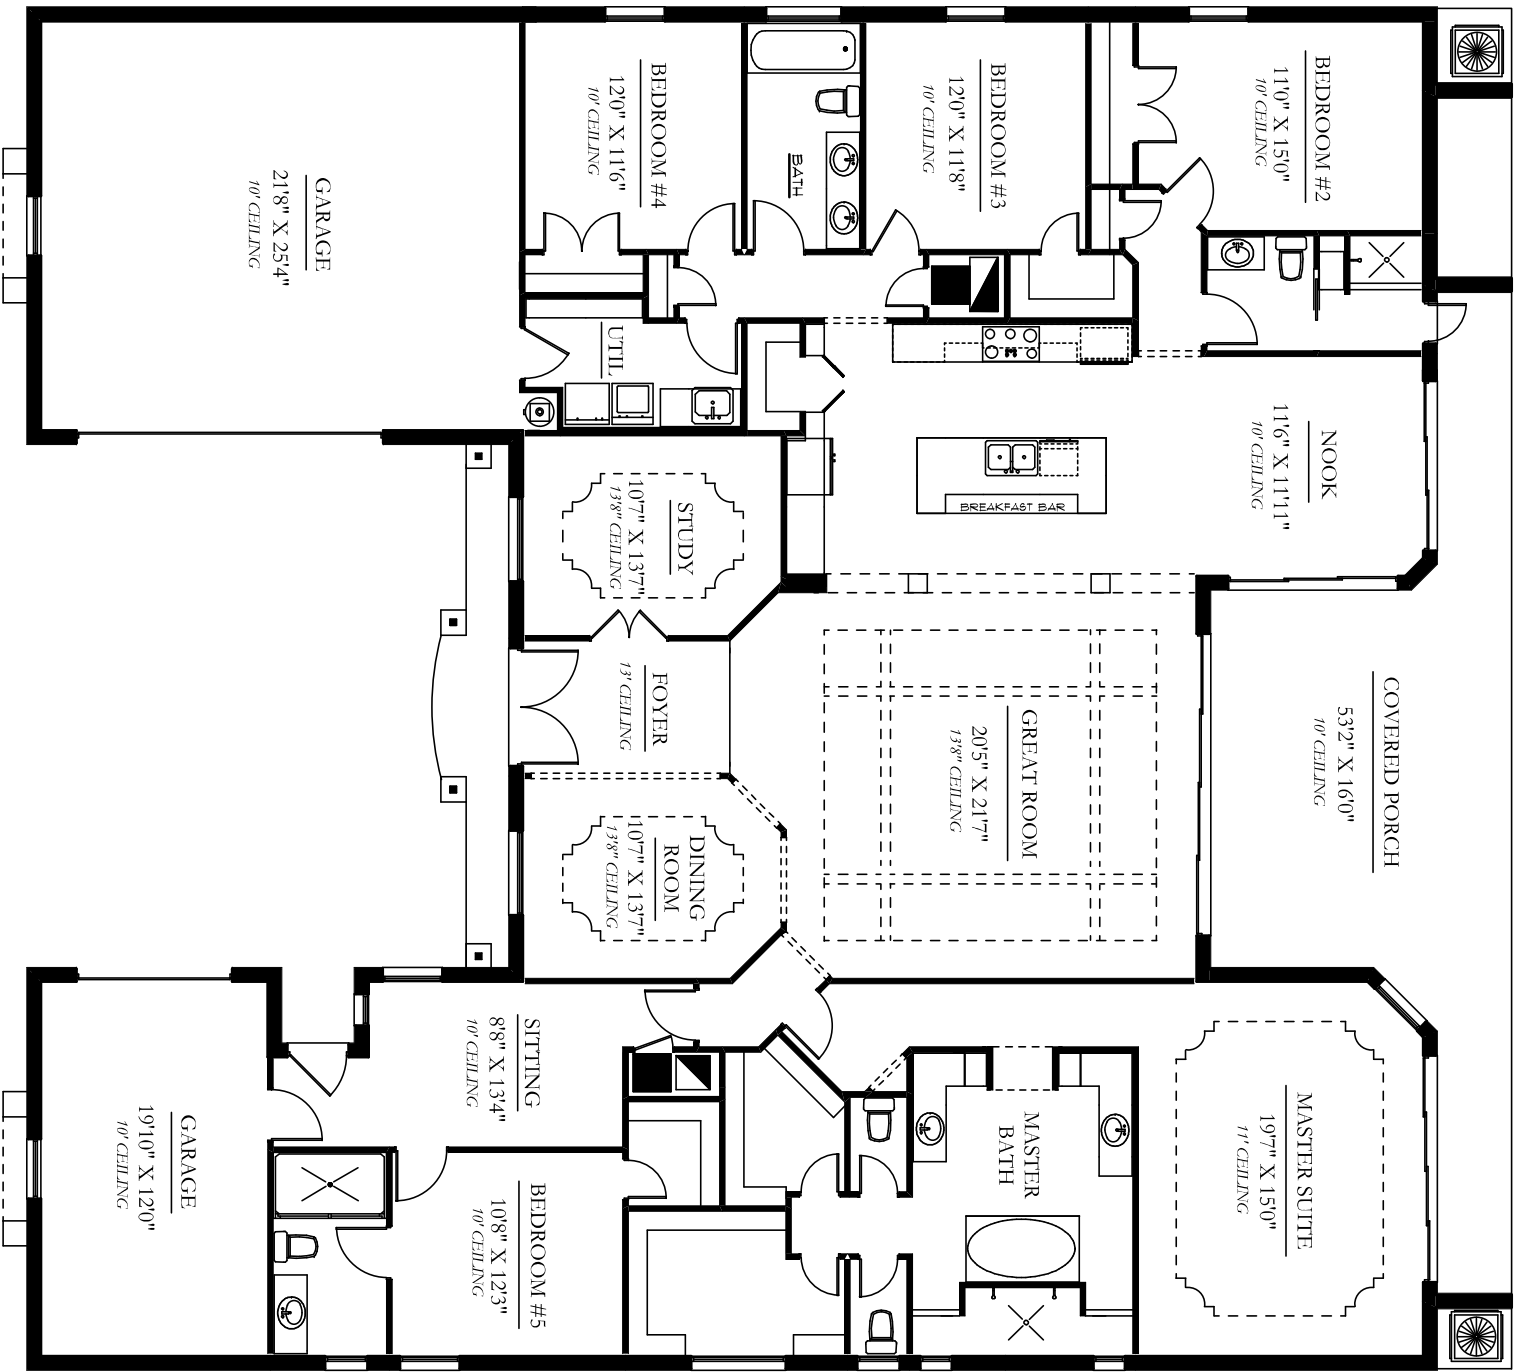 BEDROOM #2
11'0" X 15'0"
10' CEILING
BEDROOM #3
12'0" X 11'8"
10' CEILING
BATH
BEDROOM #4
12'0" X 11'6"
10' CEILING
GARAGE
21'8" X 25'4"
10' CEILING
UTIL
NOOK
11'6" X 11'11"
10' CEILING
BREAKFAST BAR
STUDY
10'7" X 13'7"
13'8" CEILING
COVERED PORCH
53'2" X 16'0"
10' CEILING
GREAT ROOM
20'5" X 21'7"
13'8" CEILING
FOYER
13' CEILING
DINING
ROOM
10'7" X 13'7"
13'8" CEILING
MASTER SUITE
19'7" X 15'0"
11' CEILING
MASTER
BATH
SITTING
8'8" X 13'4"
10' CEILING
BEDROOM #5
10'8" X 12'3"
10' CEILING
GARAGE
19'10" X 12'0"
10' CEILING